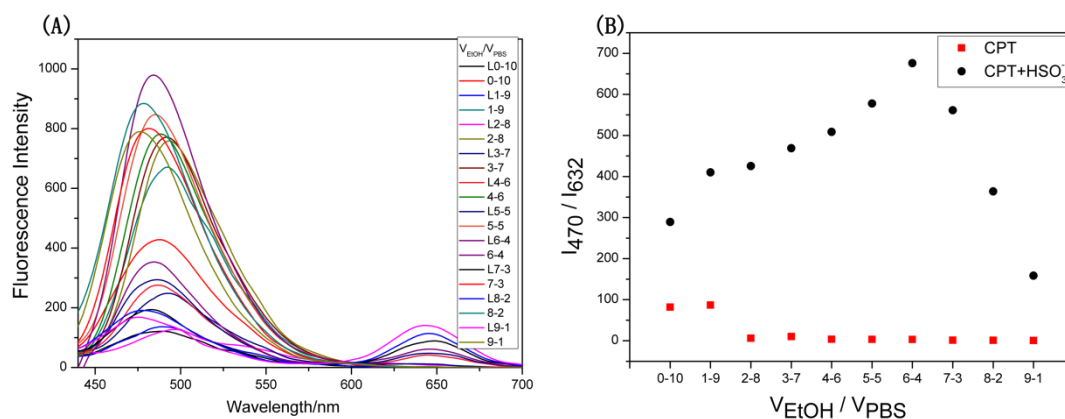 (A)
Fluorescence Intensity
1000
800
600
400
200
0
450
500
550
600
650
700
Wavelength/nm
VEtOH/VPBS
L0-10
0-10
L1-9
1-9
L2-8
2-8
L3-7
3-7
L4-6
4-6
L5-5
5-5
L6-4
6-4
L7-3
7-3
L8-2
8-2
L9-1
9-1
(B)
I470 / I632
700
600
500
400
300
200
100
0
0-10
1-9
2-8
3-7
4-6
5-5
6-4
7-3
8-2
9-1
VEtOH / VPBS
CPT
CPT+HSO3-